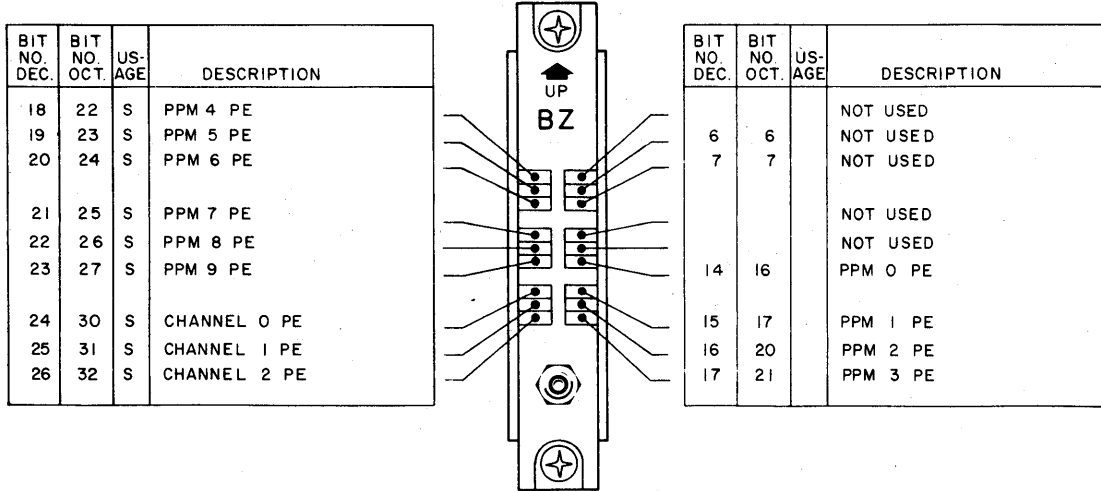 BIT NO. DEC. BIT NO. OCT. US-AGE DESCRIPTION
18 22 S PPM 4 PE
19 23 S PPM 5 PE
20 24 S PPM 6 PE
21 25 S PPM 7 PE
22 26 S PPM 8 PE
23 27 S PPM 9 PE
24 30 S CHANNEL 0 PE
25 31 S CHANNEL 1 PE
26 32 S CHANNEL 2 PE
UP
BZ
BIT NO. DEC. BIT NO. OCT. US-AGE DESCRIPTION
NOT USED
6 6 NOT USED
7 7 NOT USED
NOT USED
NOT USED
14 16 PPM 0 PE
15 17 PPM 1 PE
16 20 PPM 2 PE
17 21 PPM 3 PE